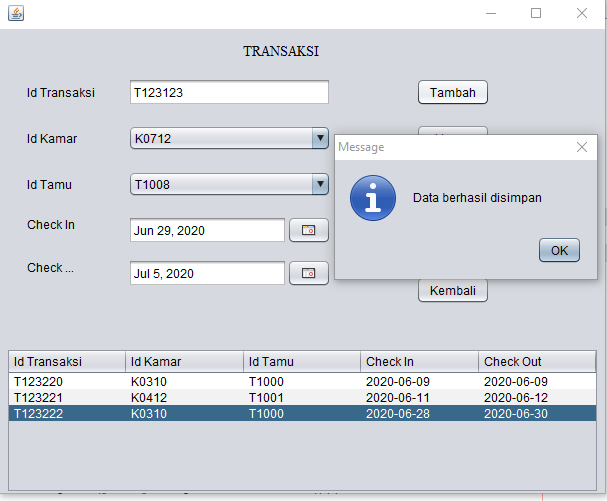 TRANSAKSI
Id Transaksi T123123 Tambah
Id Kamar K0712
Message
Id Tamu T1008
Data berhasil disimpan
Check In Jun 29, 2020
OK
Check ... Jul 5, 2020
Kembali
Id Transaksi Id Kamar Id Tamu Check In Check Out
T123220 K0310 T1000 2020-06-09 2020-06-09
T123221 K0412 T1001 2020-06-11 2020-06-12
T123222 K0310 T1000 2020-06-28 2020-06-30